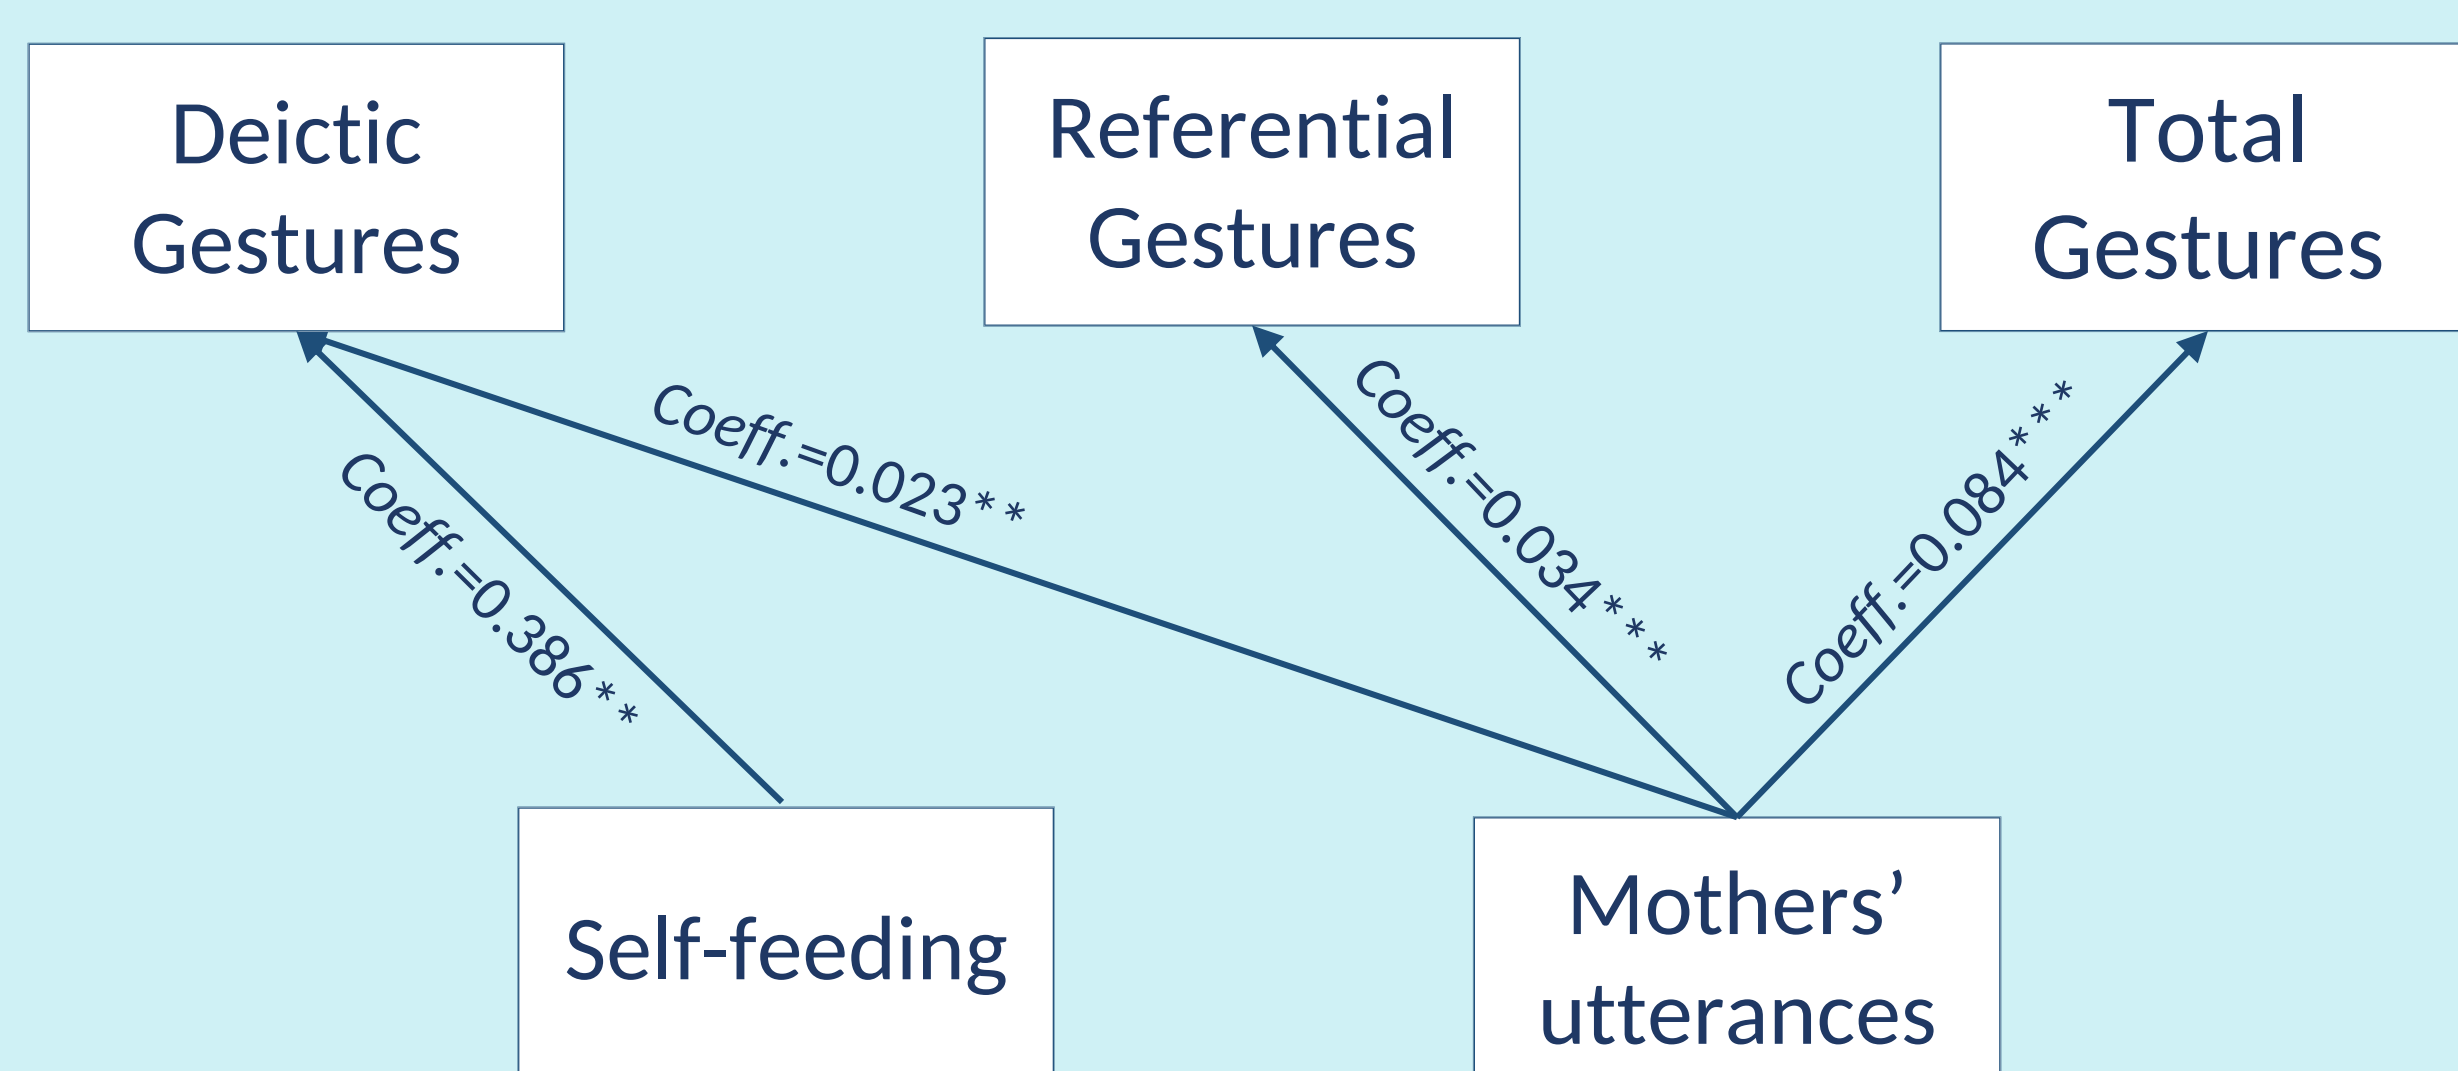 Deictic
Gestures
Referential
Gestures
Total
Gestures
Coeff.=0.386**
Coeff.=0.023**
Coeff.=0.034***
Coeff.=0.084***
Self-feeding
Mothers’
utterances